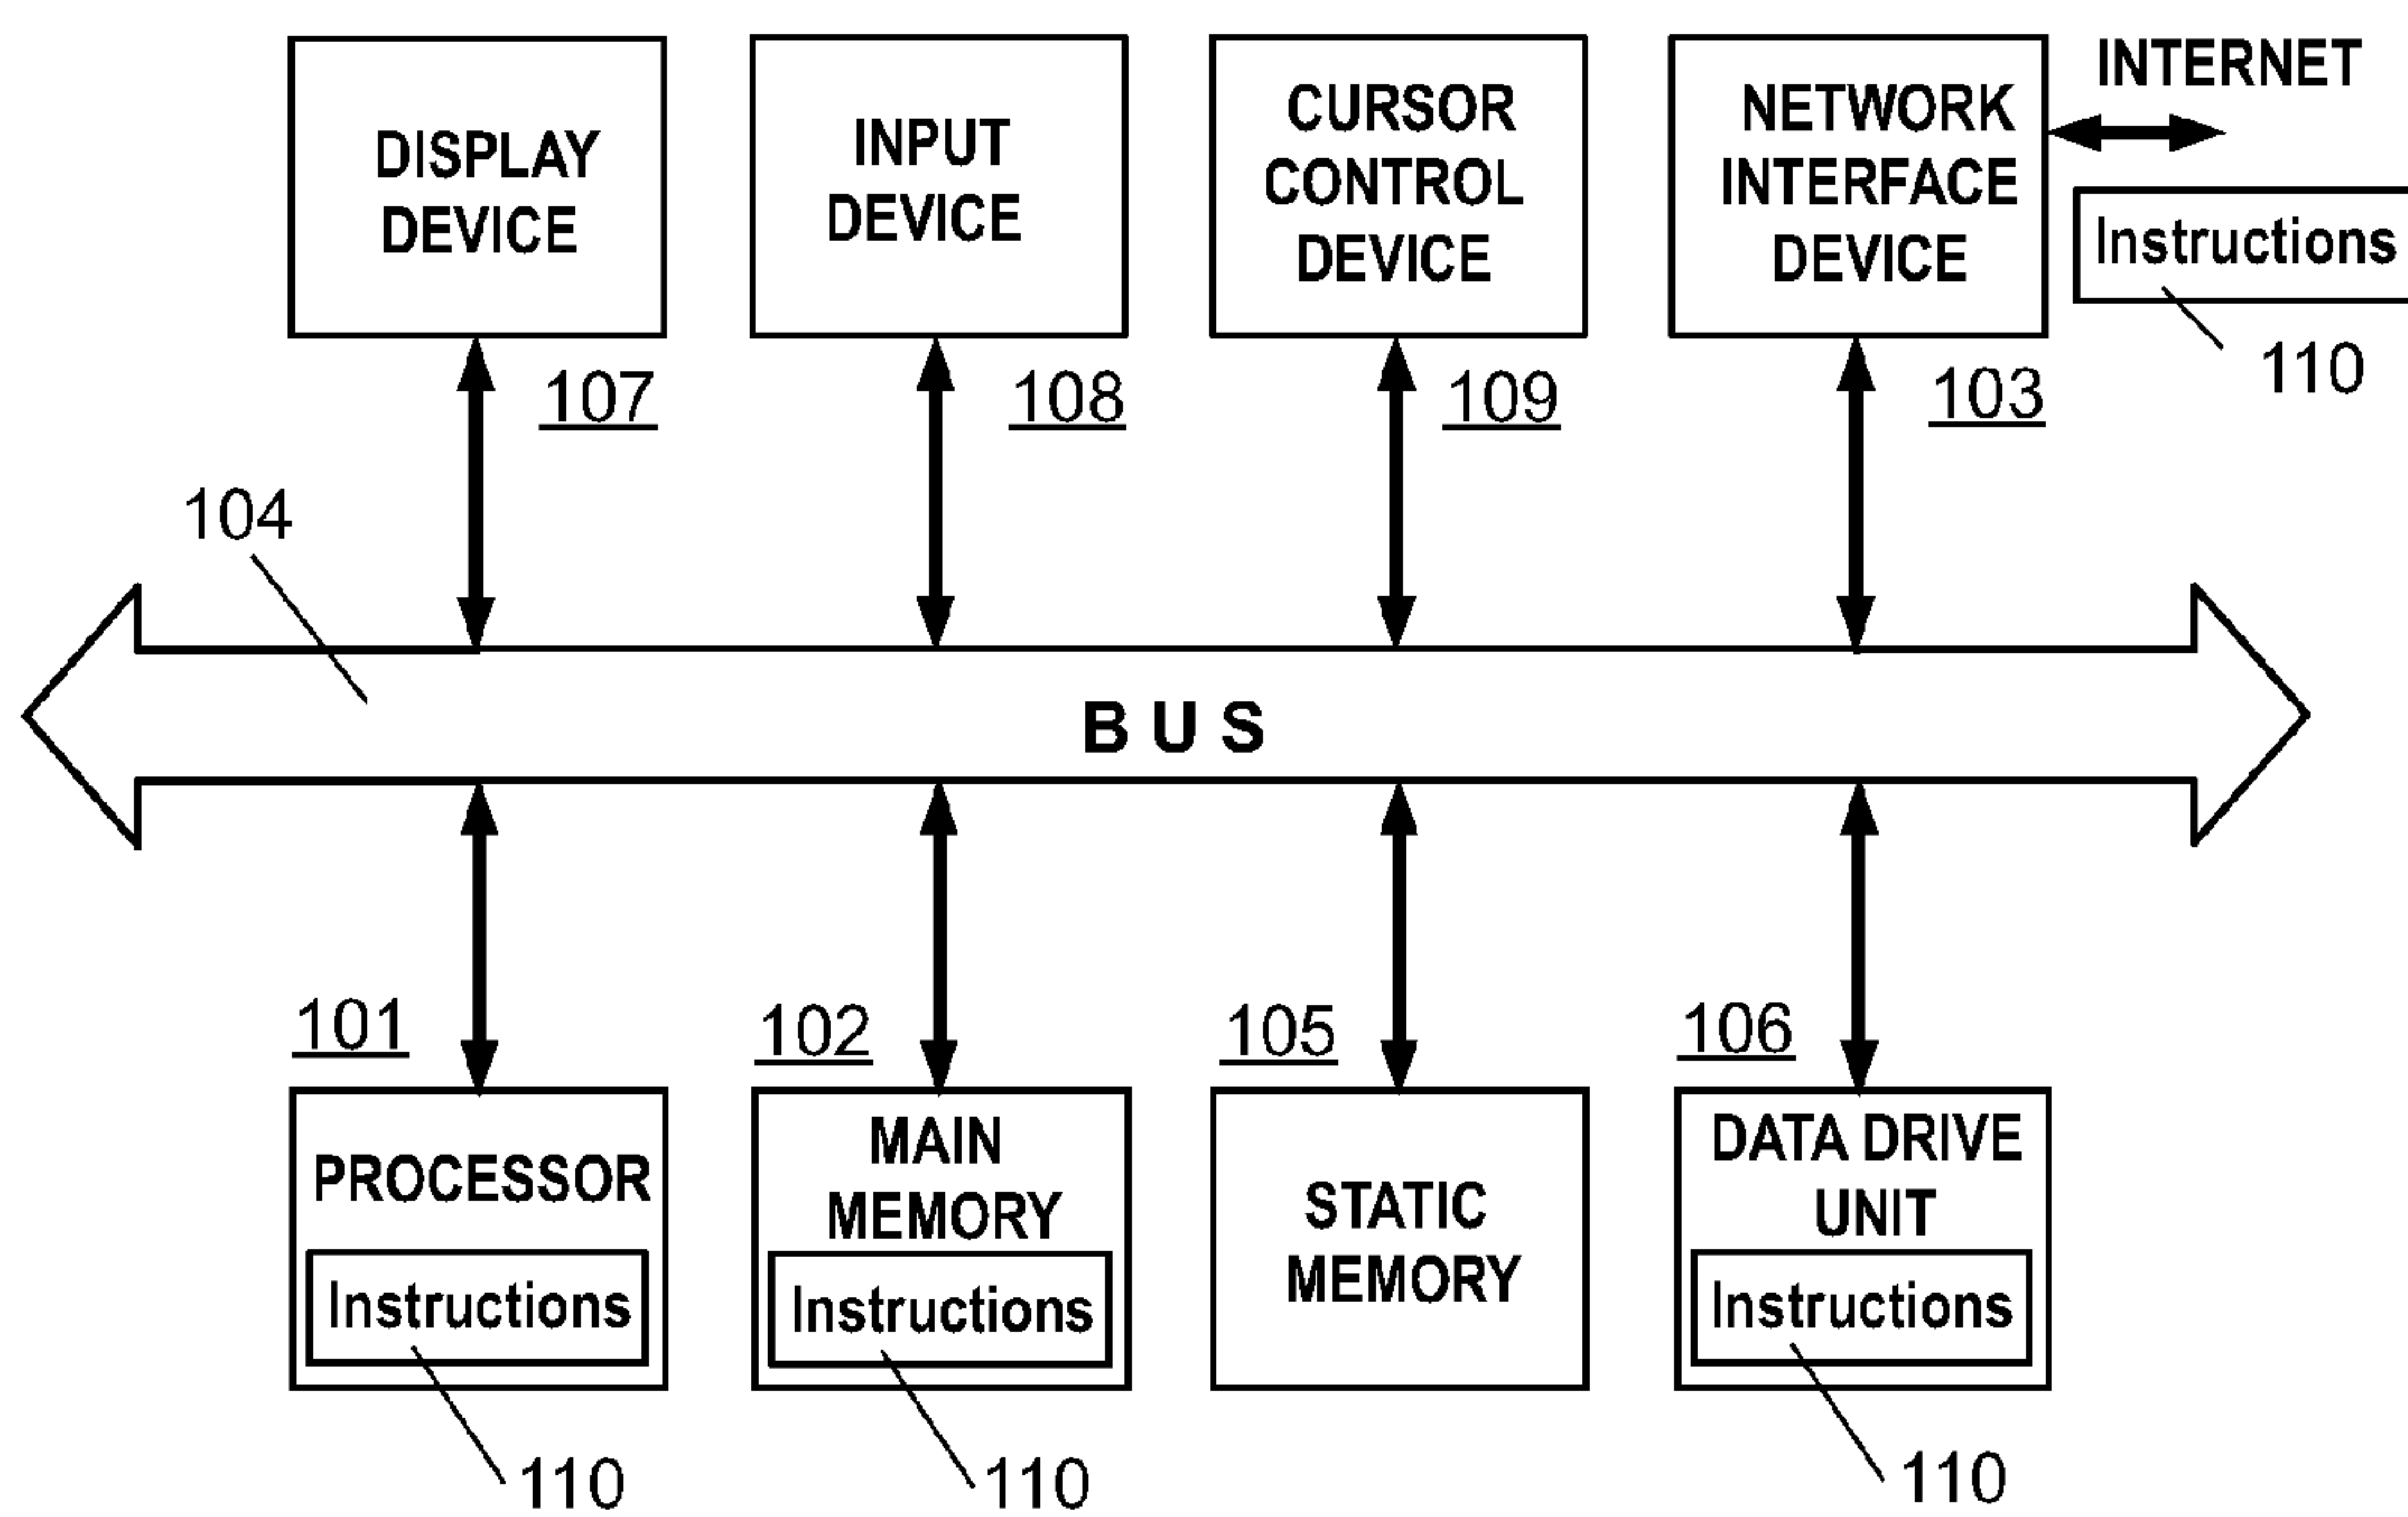 DISPLAY
DEVICE
INPUT
DEVICE
CURSOR
CONTROL
DEVICE
NETWORK
INTERFACE
DEVICE
INTERNET
Instructions
110
107
108
109
103
104
B U S
101
102
105
106
PROCESSOR
Instructions
110
MAIN
MEMORY
Instructions
110
STATIC
MEMORY
DATA DRIVE
UNIT
Instructions
110